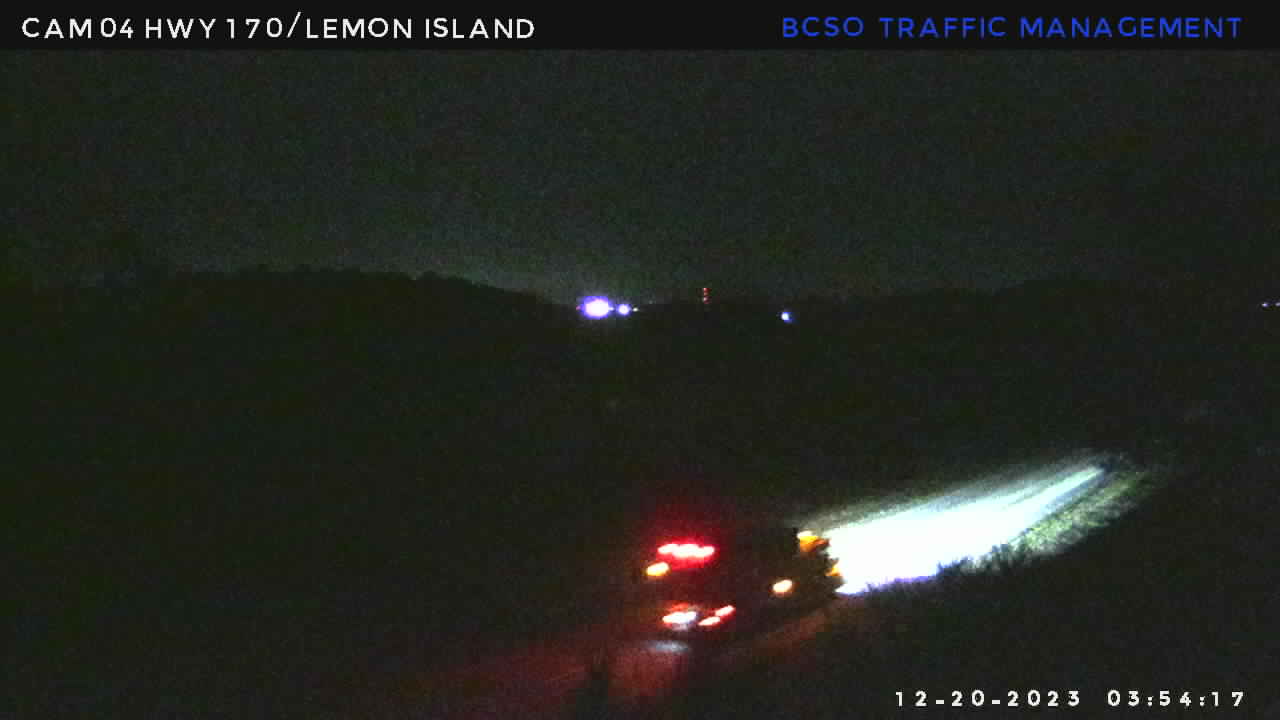 CAM04 HWY 170/LEMON ISLAND
BCSO TRAFFIC MANAGEMENT
12-20-2023 03:54:17